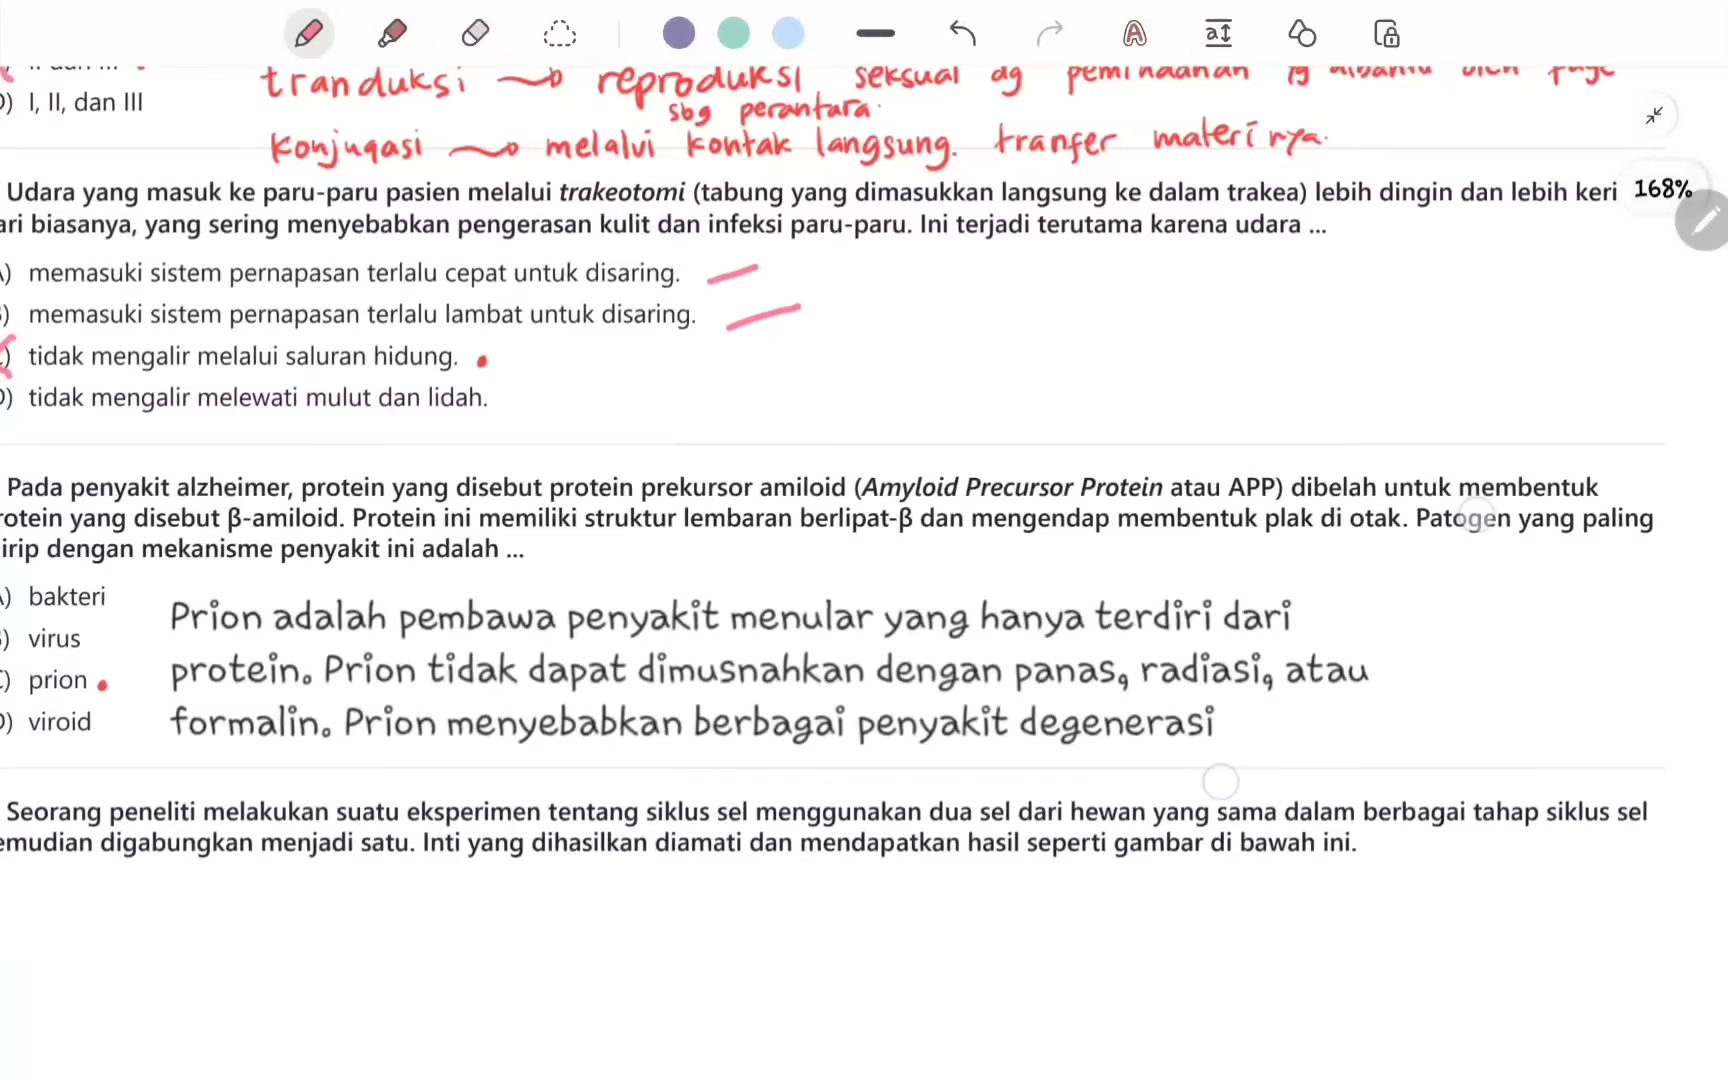 tranduksi reproduksi seksual dg
sbg perantara.
) I, II, dan III
konjugasi melalui kontak langsung. tranfer materi nya.
168%
Udara yang masuk ke paru-paru pasien melalui trakeotomi (tabung yang dimasukkan langsung ke dalam trakea) lebih dingin dan lebih keri
ari biasanya, yang sering menyebabkan pengerasan kulit dan infeksi paru-paru. Ini terjadi terutama karena udara ...
) memasuki sistem pernapasan terlalu cepat untuk disaring.
) memasuki sistem pernapasan terlalu lambat untuk disaring.
) tidak mengalir melalui saluran hidung.
) tidak mengalir melewati mulut dan lidah.
Pada penyakit alzheimer, protein yang disebut protein prekursor amiloid (Amyloid Precursor Protein atau APP) dibelah untuk membentuk
rotein yang disebut β-amiloid. Protein ini memiliki struktur lembaran berlipat-β dan mengendap membentuk plak di otak. Patogen yang paling
irip dengan mekanisme penyakit ini adalah ...
) bakteri
) virus
) prion
) viroid
Prion adalah pembawa penyakit menular yang hanya terdiri dari
protein. Prion tidak dapat dimusnahkan dengan panas, radiasi, atau
formalin. Prion menyebabkan berbagai penyakit degenerasi
Seorang peneliti melakukan suatu eksperimen tentang siklus sel menggunakan dua sel dari hewan yang sama dalam berbagai tahap siklus sel
emudian digabungkan menjadi satu. Inti yang dihasilkan diamati dan mendapatkan hasil seperti gambar di bawah ini.